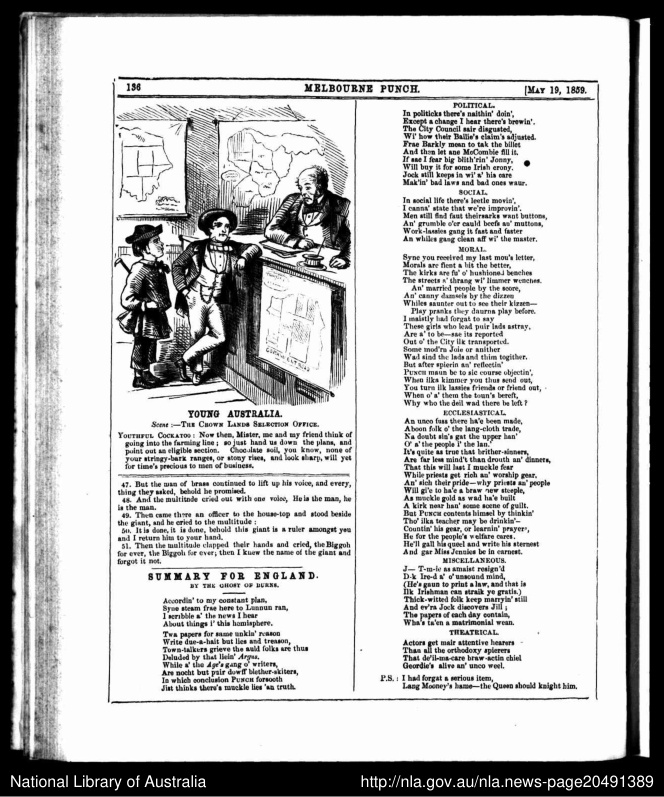 136
MELBOURNE PUNCH.
[MAY 19, 1859.
YOUNG AUSTRALIA.
Scene :—THE CROWN LANDS SELECTION OFFICE.
YOUTHFUL COCKATOO : Now then, Mister, me and my friend think of
going into the farming line; so just hand us down the plans, and
point out an eligible section. Chocolate soil, you know, none of
your stringy-bark ranges, or stony rises, and look sharp, will yet
for time's precious to men of business.
47. But the man of brass continued to lift up his voice, and every,
thing they asked, behold he promised.
48. And the multitude cried out with one voice, He is the man, he
is the man.
49. Then came there an officer to the house-top and stood beside
the giant, and he cried to the multitude :
50. It is done, it is done, behold this giant is a ruler amongst you
and I return him to your hand.
51. Then the multitude clapped their hands and cried, the Biggoh
for ever, the Biggoh for ever; then I knew the name of the giant and
forgot it not.
SUMMARY FOR ENGLAND.
BY THE GHOST OF BURNS.
Accordin' to my constant plan,
Syne steam frae here to Lunnun ran,
I scribble a' the news I hear
About things i' this hemisphere.
Twa papers for same unkin' reason
Write due-a-hait but lies and treason,
Town-talkers grieve the auld folks are thus
Deluded by that liein' Argus,
While a' the Age's gang o' writers,
Are nocht but puir dowff blether-skiters,
In which conclusion PUNCH forsooth
Jist thinks there's muckle lies 'an truth.
POLITICAL.
In politicks there's naithin' doin',
Except a change I hear there's brewin'.
The City Council sair disgusted,
Wi' how their Bailie's claim's adjusted.
Frae Barkly mean to tak the billet
And then let ane McCombie fill it.
If sae I fear big blith'rin' Jonny,
Will buy it for some Irish crony.
Jock still keeps in wi' a' his care
Mak'in' bad laws and bad ones waur.
SOCIAL.
In social life there's leetle movin',
I canna' state that we're improvin'.
Men still find faut theirsarks want buttons,
An' grumble o'er cauld beefs an' muttons,
Work-lassies gang it fast and faster
An whiles gang clean aff wi' the master.
MORAL.
Syne you received my last mou's letter,
Morals are fient a bit the better,
The kirks are fu' o' bushioned benches
The streets a' thrang wi' limmer wenches.
An' married people by the score,
An' canny damsels by the dizzen
Whiles saunter out to see their kizzen—
Play pranks they daurna play before.
I maistly had forgat to say
These girls who lead puir lads astray,
Are a' to be—sae its reported
Out o' the City ilk transported.
Some mod'rn Joie or anither
Wad sind the lads and thim togither.
But after spierin an' reflectin'
PUNCH maun be to sic course objectin',
When ilka kimmer you thus send out,
You turn ilk lassies friends or friend out,
When o' a' them the toun's bereft,
Why who the deil wad there be left ?
ECCLESIASTICAL.
An unco fuss there ha'e been made,
Aboon folk o' the lang-cloth trade,
Na doubt sin's gat the upper han'
O' a' the people i' the lan.'
It's quite as true that brither-sinners,
Are far less mind't than drouth an' dinners,
That this will last I muckle fear
While priests get rich an' worship gear,
An' sich their pride—why priests an' people
Will gi'e to ha'e a braw new steeple,
As muckle gold as wad ha'e built
A kirk near han' some scene of guilt.
But PUNCH contents himsel by thinkin'
Tho' ilka teacher may be drinkin'—
Countin' his gear, or learnin' prayer',
He for the people's welfare cares,
He'll gall his queel and write his sternest
And gar Miss Jennies be in earnest.
MISCELLANEOUS.
J— T-m-ie as amaist resign'd
D-k Ire-d a' o' unsound mind,
(He's gaun to print a law, and that is
Ilk Irishman can straik ye gratis.)
Thick-witted folk keep marryin' still
And ev'ra Jock discovers Jill ;
The papers of each day contain,
Wha's ta'en a matrimonial wean.
THEATRICAL.
Actors get mair attentive hearers
Than all the orthodoxy spierers
That de'il-ma-care braw-actin chiel
Geordie's alive an' unco weel.
P.S. : I had forgat a serious item,
Lang Mooney's hame—the Queen should knight him.
National Library of Australia
http://nla.gov.au/nla.news-page20491389